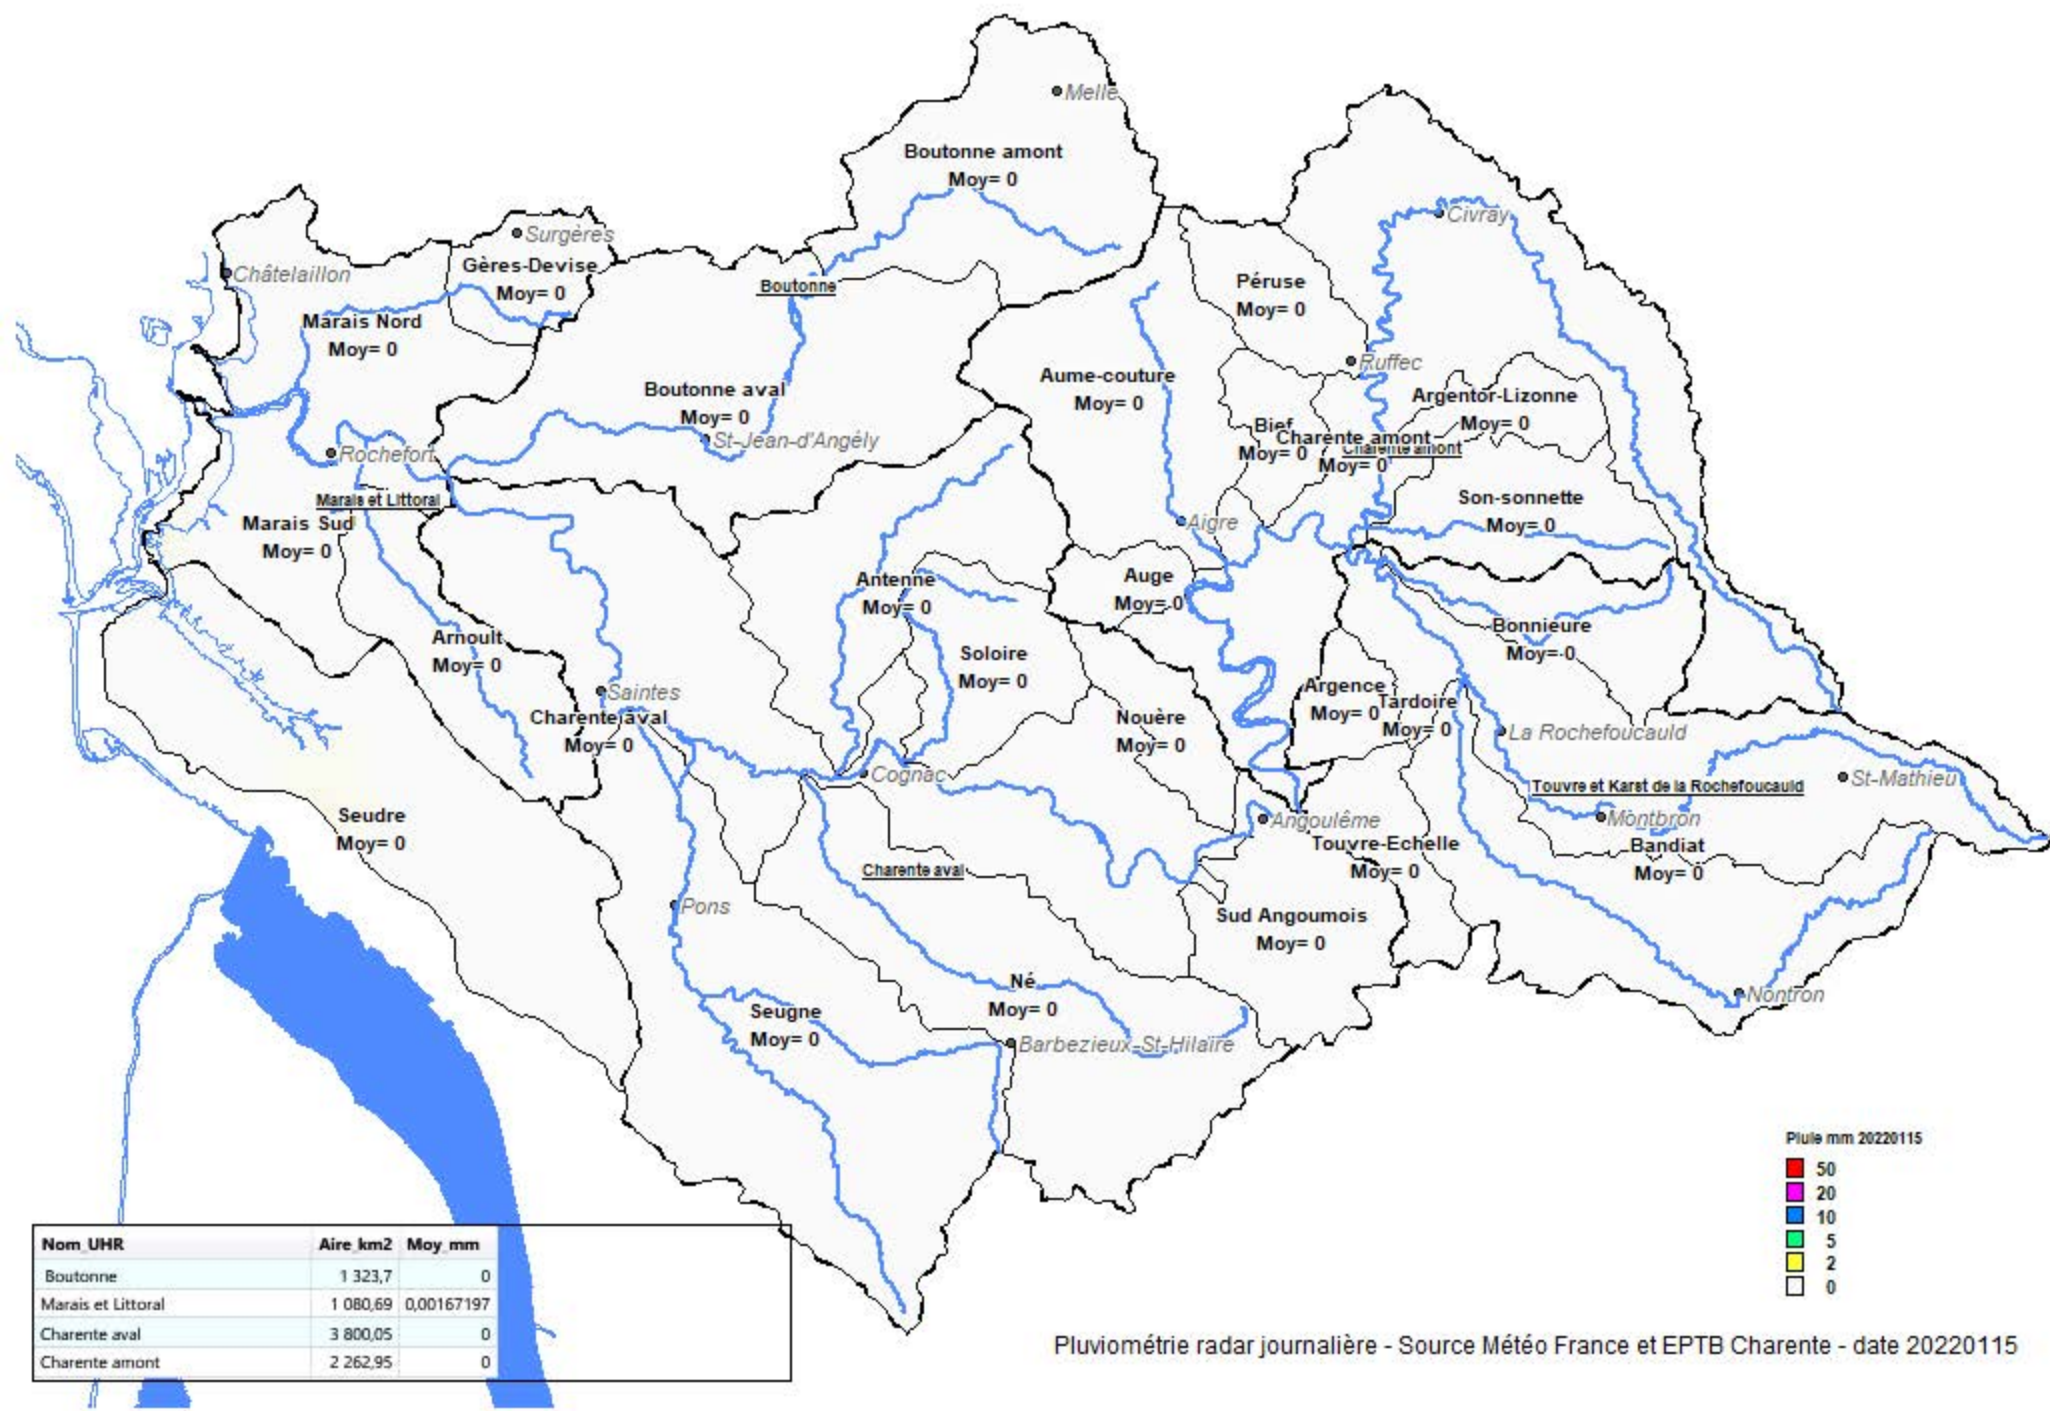 Melle
Boutonne amont
Moy= 0
Civray
Surgères
Châtelaillon
Gères-Devise
Moy= 0
Boutonne
Péruse
Moy= 0
Marais Nord
Moy= 0
Ruffec
Aume-couture
Moy= 0
Boutonne aval
Moy= 0
Argentor-Lizonne
Moy= 0
St-Jean-d'Angély
Bief
Moy= 0
Charente amont
Moy= 0
Charente amont
Rochefort
Marais et Littoral
Son-sonnette
Moy= 0
Marais Sud
Moy= 0
Aigre
Antenne
Moy= 0
Auge
Moy= 0
Bonnieure
Moy= 0
Arnoult
Moy= 0
Soloire
Moy= 0
Saintes
Argence
Moy= 0
Tardoire
Moy= 0
Charente aval
Moy= 0
Nouère
Moy= 0
La Rochefoucauld
Cognac
Touvre et Karst de la Rochefoucauld
St-Mathieu
Seudre
Moy= 0
Angoulême
Montbron
Touvre-Echelle
Moy= 0
Bandiat
Moy= 0
Charente aval
Pons
Sud Angoumois
Moy= 0
Né
Moy= 0
Nontron
Seugne
Moy= 0
Barbezieux-St-Hilaire
Pluie mm 20220115
50
20
10
5
2
0
Nom_UHR Aire_km2 Moy_mm
Boutonne 1 323,7 0
Marais et Littoral 1 080,69 0,00167197
Charente aval 3 800,05 0
Charente amont 2 262,95 0
Pluviométrie radar journalière - Source Météo France et EPTB Charente - date 20220115